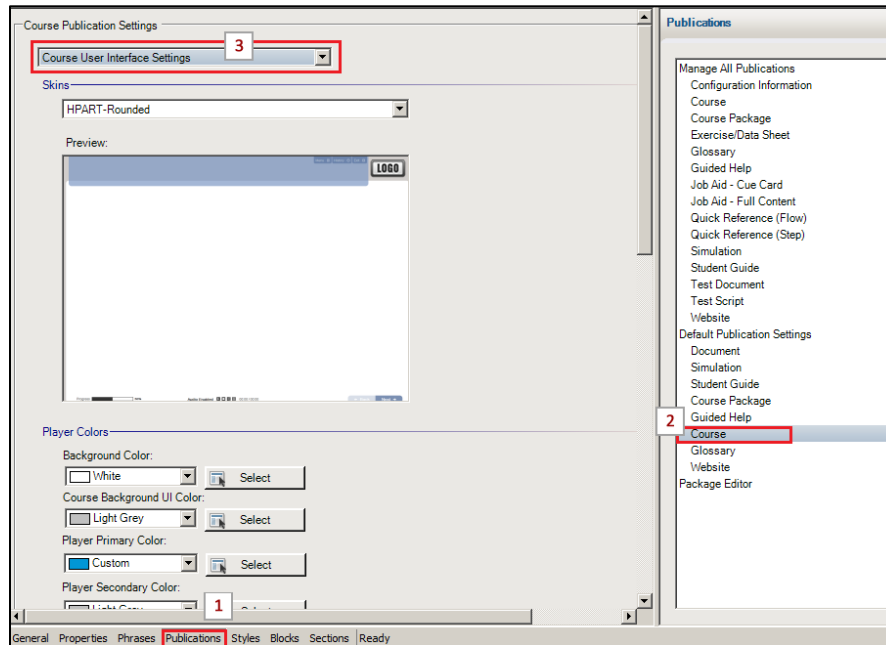 Course Publication Settings
Course User Interface Settings
3
Skins
HPART-Rounded
Preview:
LOGO
Player Colors
Background Color:
White
Select
Course Background UI Color:
Light Grey
Select
Player Primary Color:
Custom
Select
Player Secondary Color:
1
General Properties Phrases Publications Styles Blocks Sections Ready
Publications
Manage All Publications
Configuration Information
Course
Course Package
Exercise/Data Sheet
Glossary
Guided Help
Job Aid - Cue Card
Job Aid - Full Content
Quick Reference (Flow)
Quick Reference (Step)
Simulation
Student Guide
Test Document
Test Script
Website
Default Publication Settings
Document
Simulation
Student Guide
Course Package
Guided Help
2
Course
Glossary
Website
Package Editor